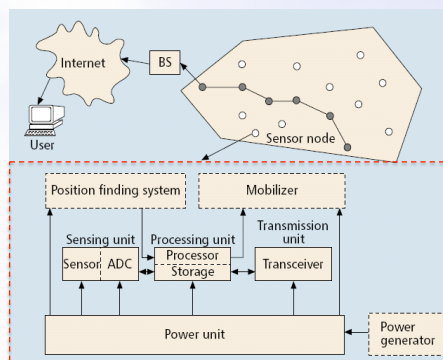 Internet
BS
User
Sensor node
Position finding system
Mobilizer
Sensing unit
Processing unit
Transmission
unit
Sensor
ADC
Processor
Storage
Transceiver
Power unit
Power
generator